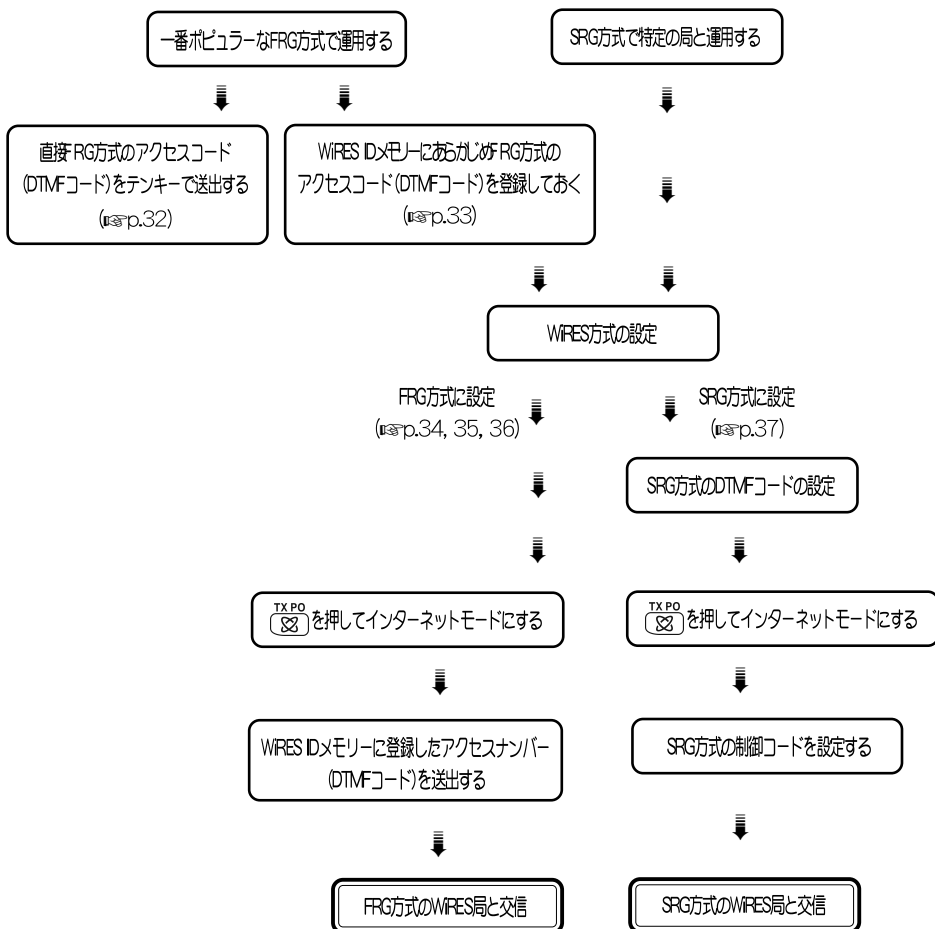 一番ポピュラーなFRG方式で運用する
SRG方式で特定の局と運用する
直接FRG方式のアクセスコード
(DTMFコード)をテンキーで送出する
(☞p.32)
WiRES IDメモリーにあらかじめFRG方式の
アクセスコード(DTMFコード)を登録しておく
(☞p.33)
WiRES方式の設定
FRG方式に設定
(☞p.34, 35, 36)
SRG方式に設定
(☞p.37)
SRG方式のDTMFコードの設定
TX PO
を押してインターネットモードにする
TX PO
を押してインターネットモードにする
WiRES IDメモリーに登録したアクセスナンバー
(DTMFコード)を送出する
SRG方式の制御コードを設定する
FRG方式のWiRES局と交信
SRG方式のWiRES局と交信